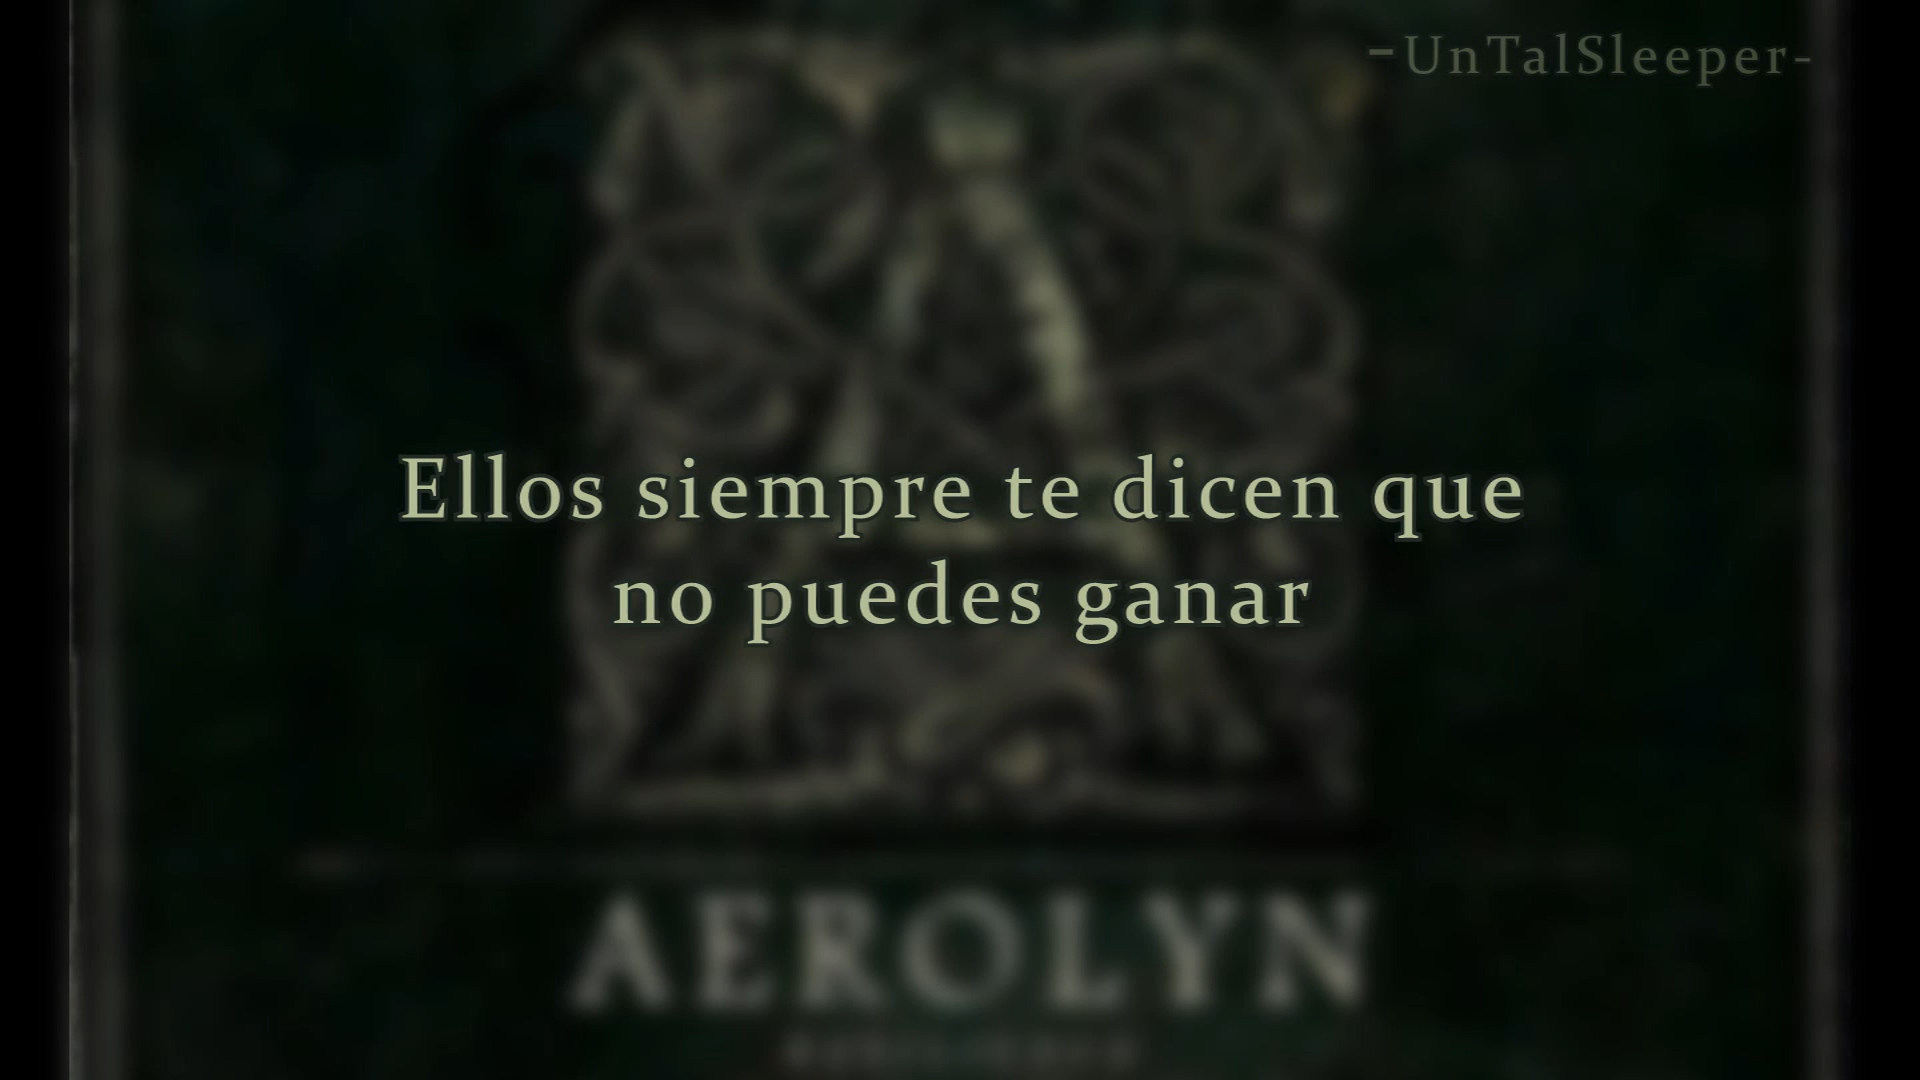 -UnTalSleeper-
Ellos siempre te dicen que
no puedes ganar
AEROLYN